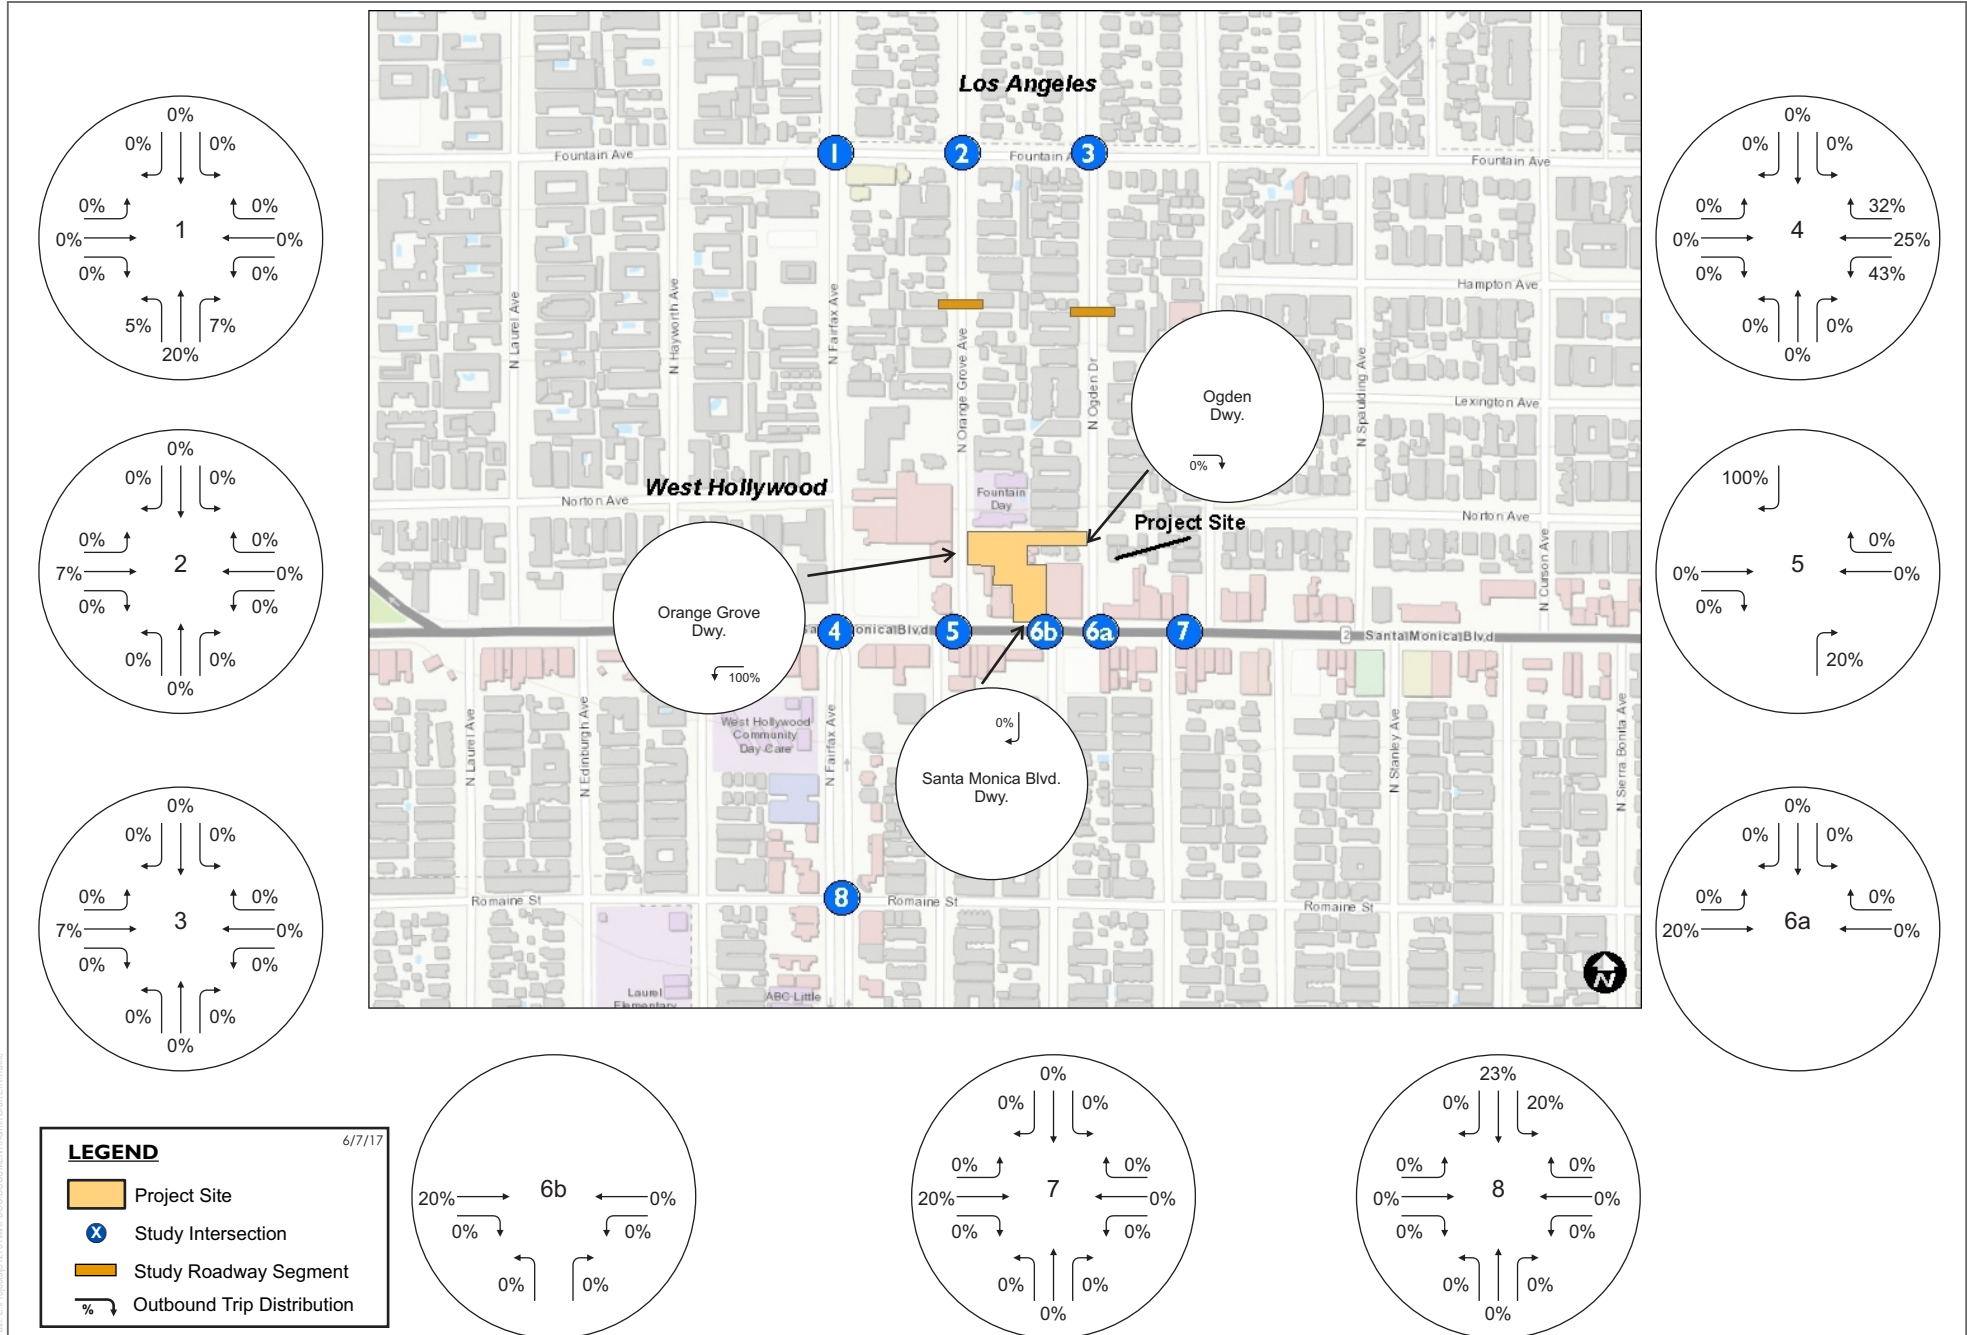 Los Angeles
Fountain Ave
Fountain A
Fountain Ave
1
2
3
N Laurel Ave
N Hayworth Ave
N Fairfax Ave
N Orange Grove Ave
N Ogden Dr
N Spaulding Ave
Hampton Ave
Lexington Ave
West Hollywood
Norton Ave
Norton Ave
N Curson Ave
Fountain
Day
Project Site
Ogden
Dwy.
0%
Orange Grove
Dwy.
100%
Santa Monica Blvd.
Dwy.
0%
4
5
6b
6a
7
onica Blvd
2
Santa Monica Blvd
West Hollywood
Community
Day Care
N Laurel Ave
N Edinburgh Ave
N Fairfax Ave
N Stanley Ave
N Sierra Bonita Ave
8
Romaine St
Romaine St
Romaine St
Laurel
Elementary
ABC Little
N
0%
0% 0%
0% 0%
0% 1 0%
0% 0%
5% 7%
20%
0%
0% 0%
0% 0%
7% 2 0%
0% 0%
0% 0%
0%
0%
0% 0%
0% 0%
7% 3 0%
0% 0%
0% 0%
0%
0%
0% 0%
0% 32%
0% 4 25%
0% 43%
0% 0%
0%
100%
0%
0% 5 0%
0%
20%
0%
0% 0%
0% 0%
20% 6a 0%
20% 6b 0%
0% 0%
0% 0%
0%
0% 0%
0% 0%
20% 7 0%
0% 0%
0% 0%
0%
23%
0% 20%
0% 0%
0% 8 0%
0% 0%
0% 0%
0%
6/7/17
LEGEND
Project Site
X Study Intersection
Study Roadway Segment
% Outbound Trip Distribution